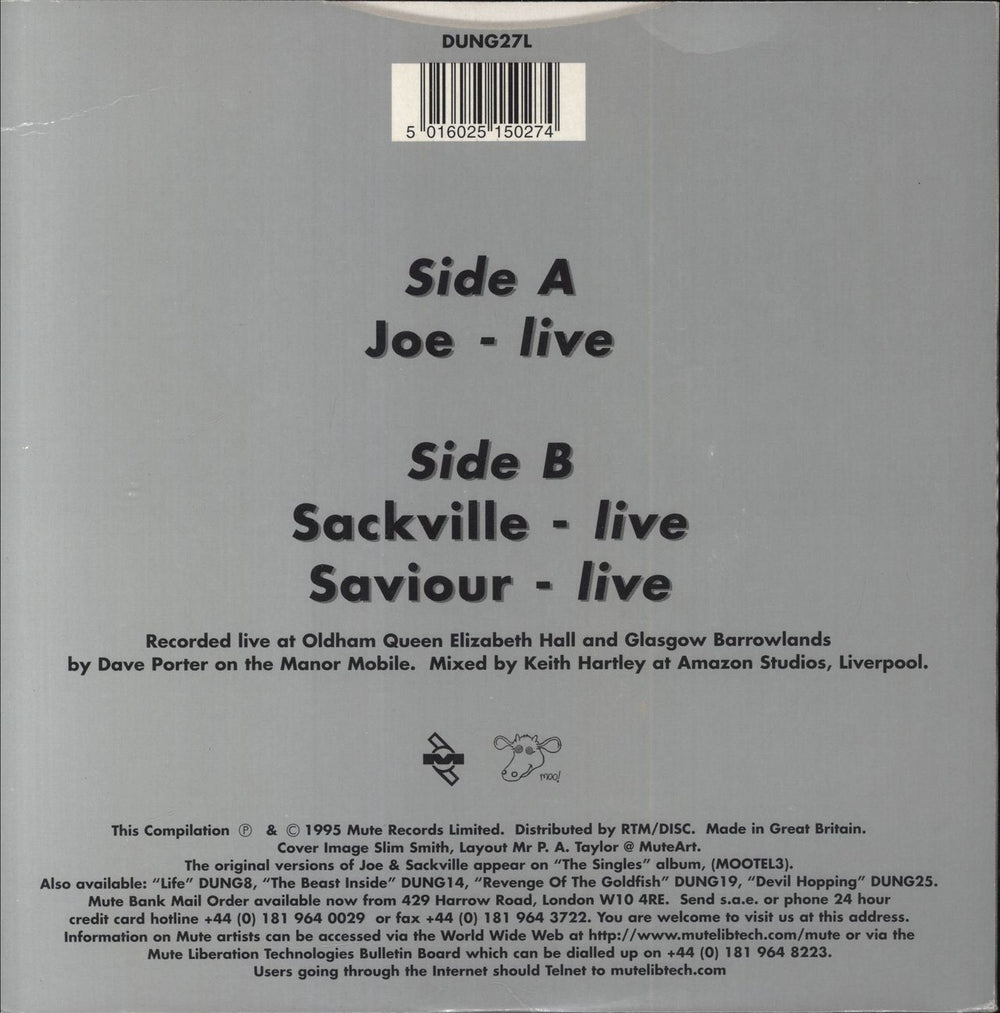 DUNG27L
5 016025 150274
Side A
Joe - live
Side B
Sackville - live
Saviour - live
Recorded live at Oldham Queen Elizabeth Hall and Glasgow Barrowlands
by Dave Porter on the Manor Mobile. Mixed by Keith Hartley at Amazon Studios, Liverpool.
M
moo!
This Compilation ℗ & © 1995 Mute Records Limited. Distributed by RTM/DISC. Made in Great Britain.
Cover Image Slim Smith, Layout Mr P. A. Taylor @ MuteArt.
The original versions of Joe & Sackville appear on "The Singles" album, (MOOTEL3).
Also available: "Life" DUNG8, "The Beast Inside" DUNG14, "Revenge Of The Goldfish" DUNG19, "Devil Hopping" DUNG25.
Mute Bank Mail Order available now from 429 Harrow Road, London W10 4RE. Send s.a.e. or phone 24 hour
credit card hotline +44 (0) 181 964 0029 or fax +44 (0) 181 964 3722. You are welcome to visit us at this address.
Information on Mute artists can be accessed via the World Wide Web at http://www.mutelibtech.com/mute or via the
Mute Liberation Technologies Bulletin Board which can be dialled up on +44 (0) 181 964 8223.
Users going through the Internet should Telnet to mutelibtech.com